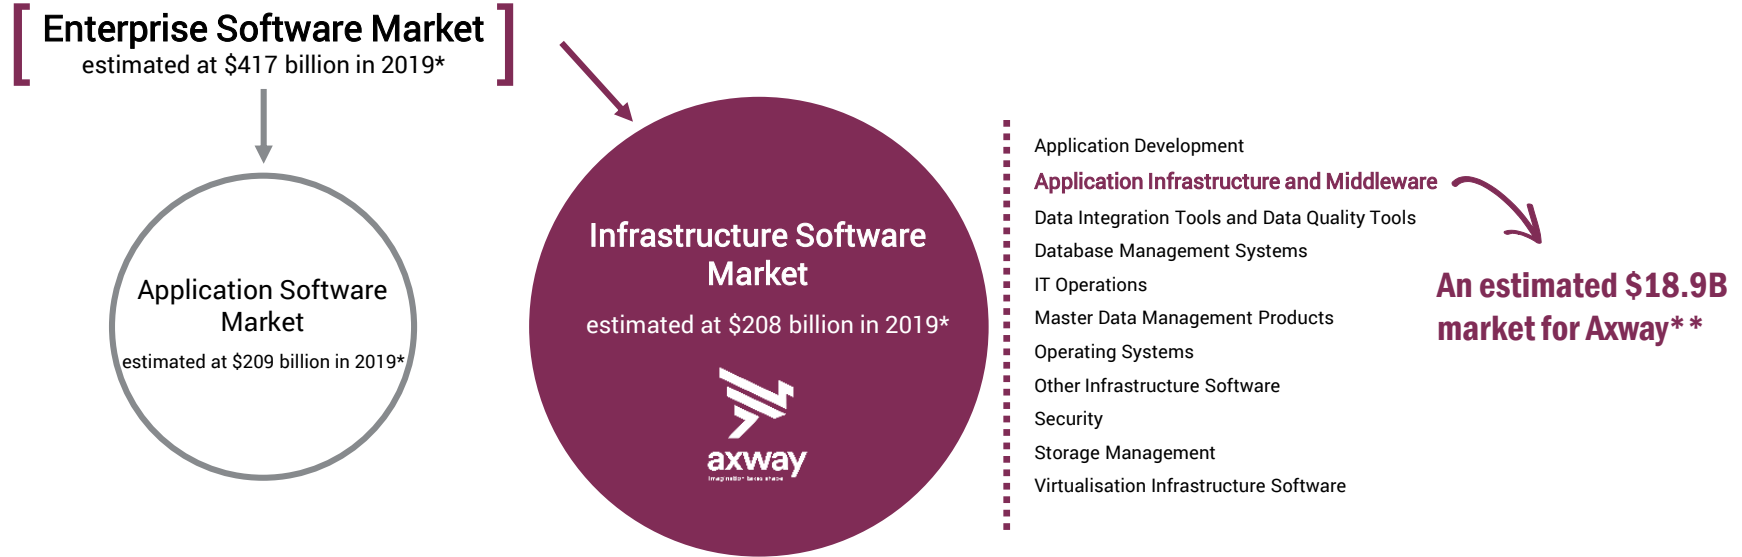 Enterprise Software Market
estimated at $417 billion in 2019*
Application Software
Market
estimated at $209 billion in 2019*
Infrastructure Software
Market
estimated at $208 billion in 2019*
axway
imagination takes shape
Application Development
Application Infrastructure and Middleware
Data Integration Tools and Data Quality Tools
Database Management Systems
IT Operations
Master Data Management Products
Operating Systems
Other Infrastructure Software
Security
Storage Management
Virtualisation Infrastructure Software
An estimated $18.9B
market for Axway**